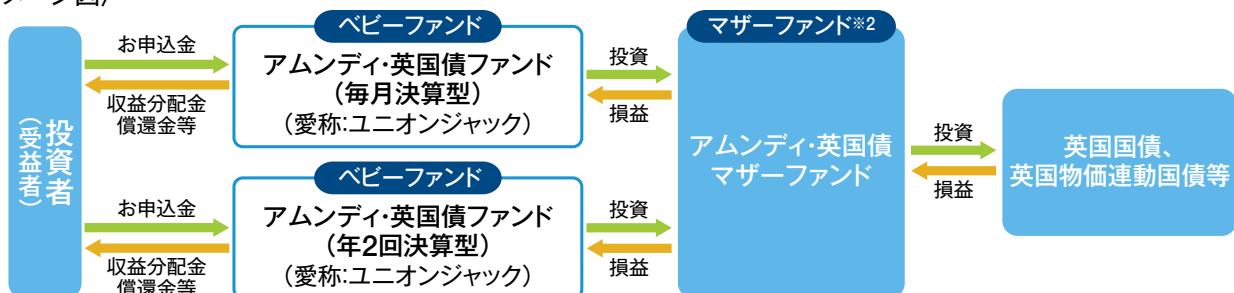 メージ図）
ベビーファンド
マザーファンド※2
お申込金
アムンディ・英国債ファンド
（毎月決算型）
（愛称：ユニオンジャック）
収益分配金
償還金等
投資
損益
投資者
（受益者）
アムンディ・英国債
マザーファンド
投資
損益
英国国債、
英国物価連動国債等
ベビーファンド
お申込金
アムンディ・英国債ファンド
（年2回決算型）
（愛称：ユニオンジャック）
収益分配金
償還金等
投資
損益